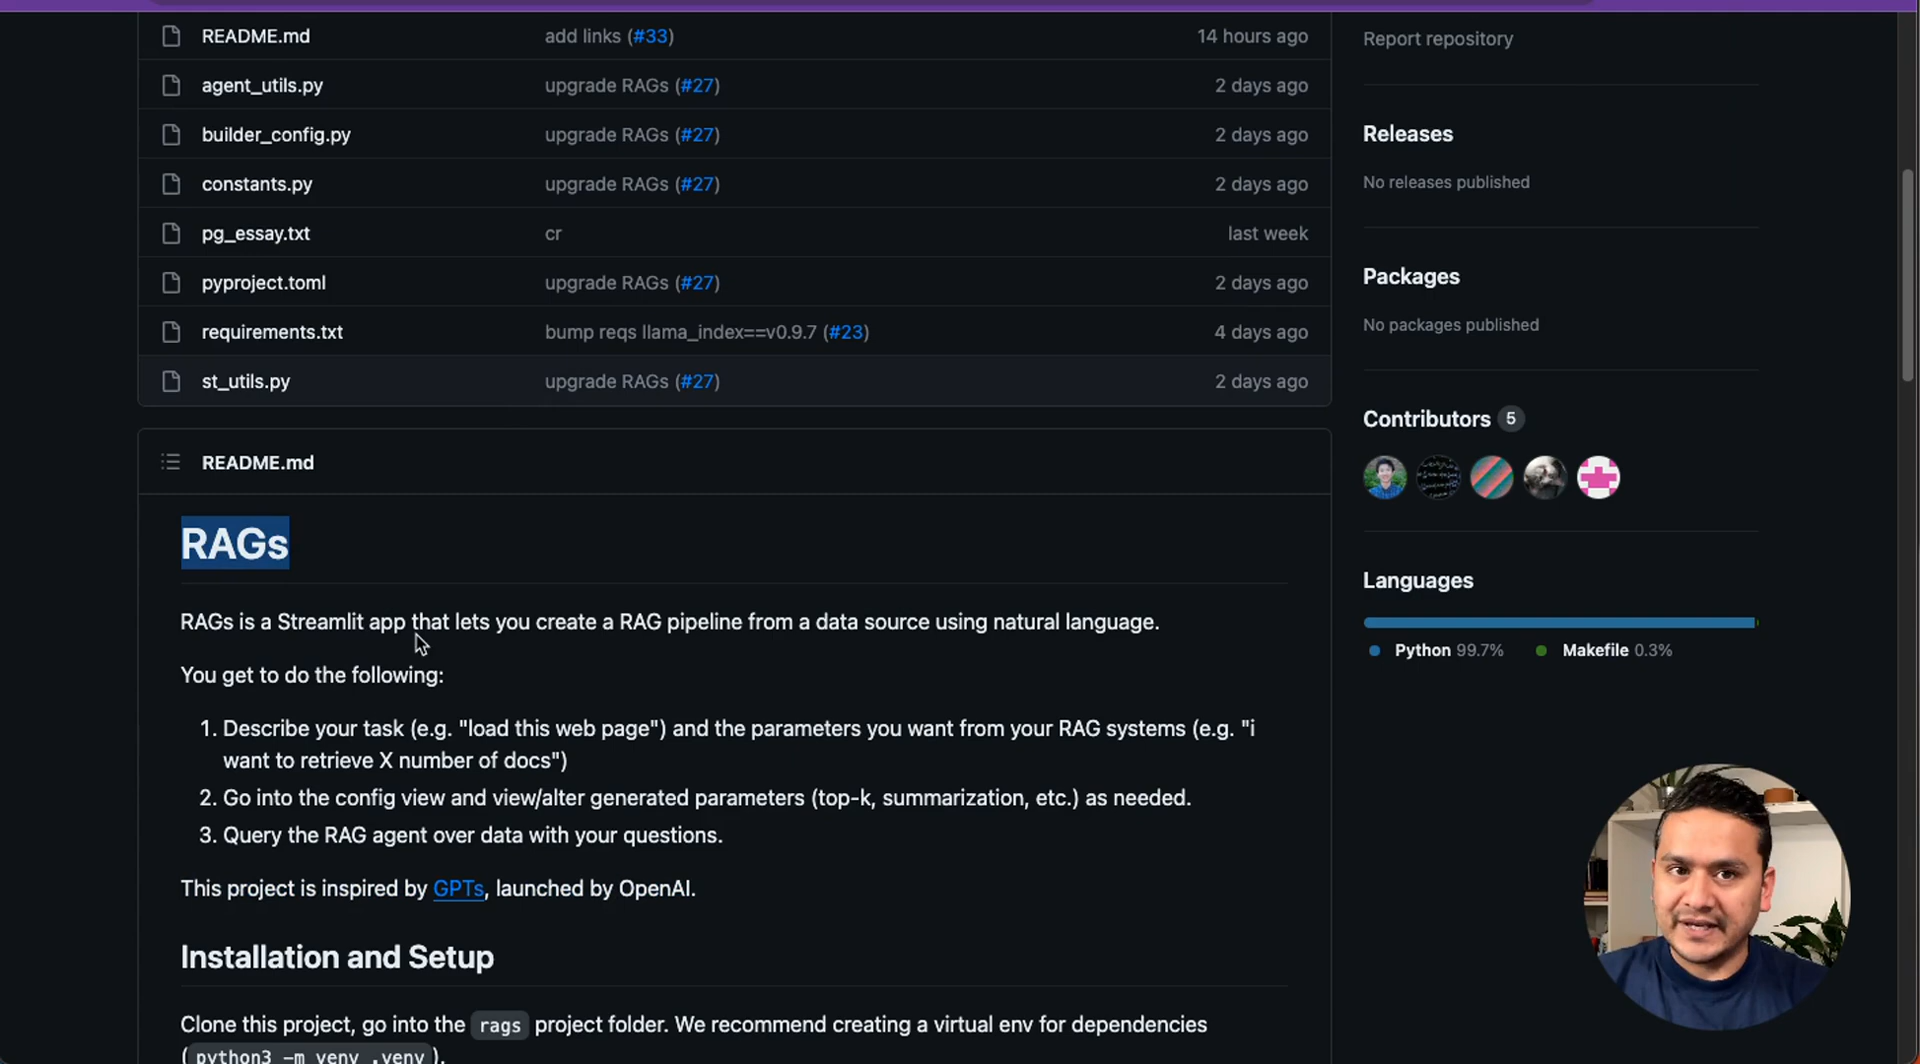 README.md add links (#33) 14 hours ago
agent_utils.py upgrade RAGs (#27) 2 days ago
builder_config.py upgrade RAGs (#27) 2 days ago
constants.py upgrade RAGs (#27) 2 days ago
pg_essay.txt cr last week
pyproject.toml upgrade RAGs (#27) 2 days ago
requirements.txt bump reqs llama_index==v0.9.7 (#23) 4 days ago
st_utils.py upgrade RAGs (#27) 2 days ago
README.md
RAGs
RAGs is a Streamlit app that lets you create a RAG pipeline from a data source using natural language.
You get to do the following:
1. Describe your task (e.g. "load this web page") and the parameters you want from your RAG systems (e.g. "i
want to retrieve X number of docs")
2. Go into the config view and view/alter generated parameters (top-k, summarization, etc.) as needed.
3. Query the RAG agent over data with your questions.
This project is inspired by GPTs, launched by OpenAI.
Installation and Setup
Clone this project, go into the rags project folder. We recommend creating a virtual env for dependencies
(python3 -m venv .venv).
Report repository
Releases
No releases published
Packages
No packages published
Contributors 5
Languages
Python 99.7% Makefile 0.3%